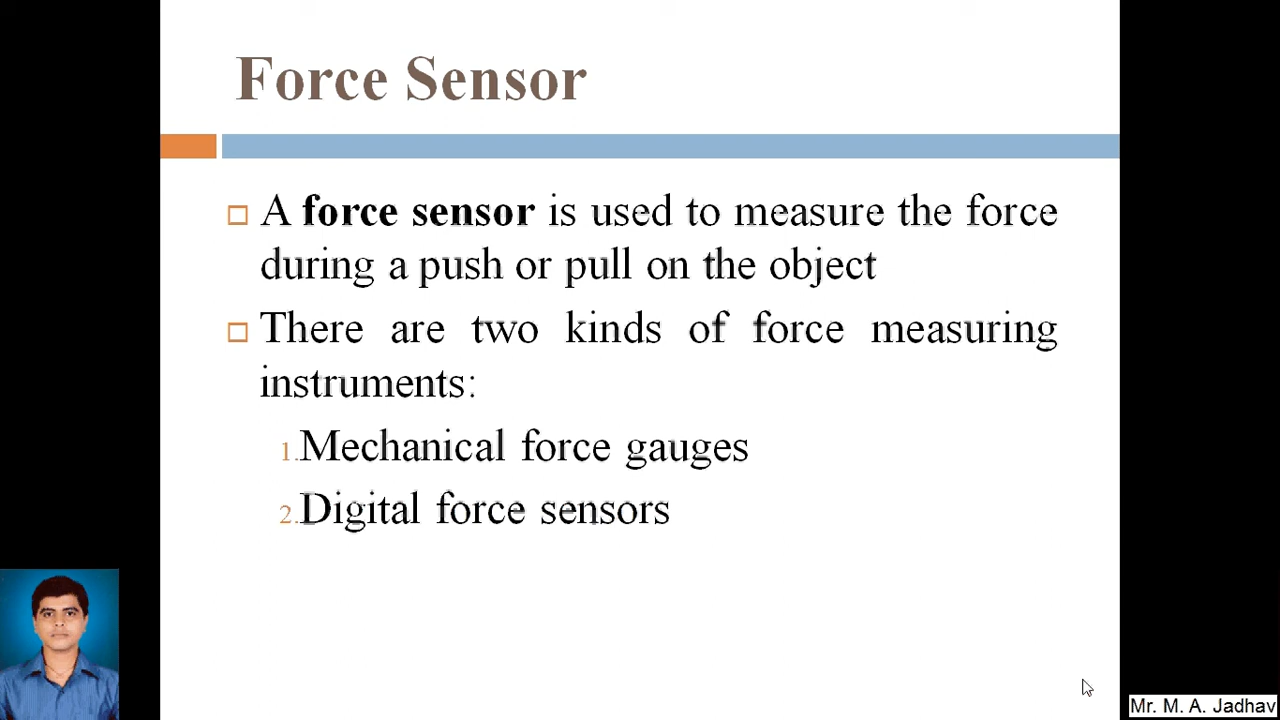 Force Sensor
A force sensor is used to measure the force
during a push or pull on the object
There are two kinds of force measuring
instruments:
1.Mechanical force gauges
2.Digital force sensors
Mr. M. A. Jadhav